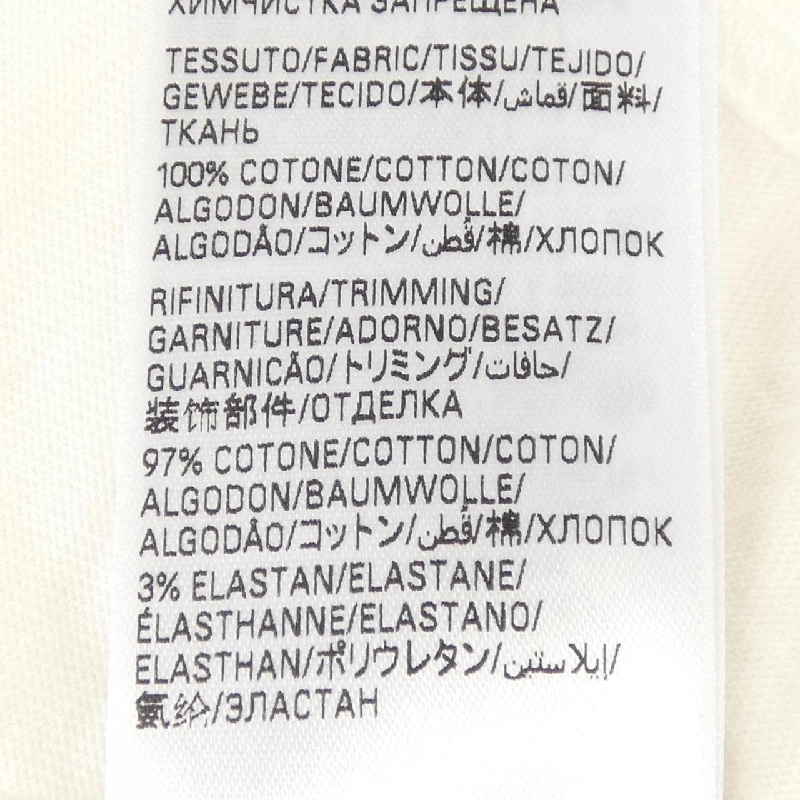 ХИМЧИСТКА ЗАПРЕЩЕНА
TESSUTO/FABRIC/TISSU/TEJIDO/
GEWEBE/TECIDO/本体/قماش/面料/
ТКАНЬ
100% COTONE/COTTON/COTON/
ALGODON/BAUMWOLLE/
ALGODÂO/コットン/قُطن/棉/ХЛОПОК
RIFINITURA/TRIMMING/
GARNITURE/ADORNO/BESATZ/
GUARNICÂO/トリミング/حافات/
装饰部件/ОТДЕЛКА
97% COTONE/COTTON/COTON/
ALGODON/BAUMWOLLE/
ALGODÂO/コットン/قُطن/棉/ХЛОПОК
3% ELASTAN/ELASTANE/
ÉLASTHANNE/ELASTANO/
ELASTHAN/ポリウレタン/إيلاستين/
氨纶/ЭЛАСТАН